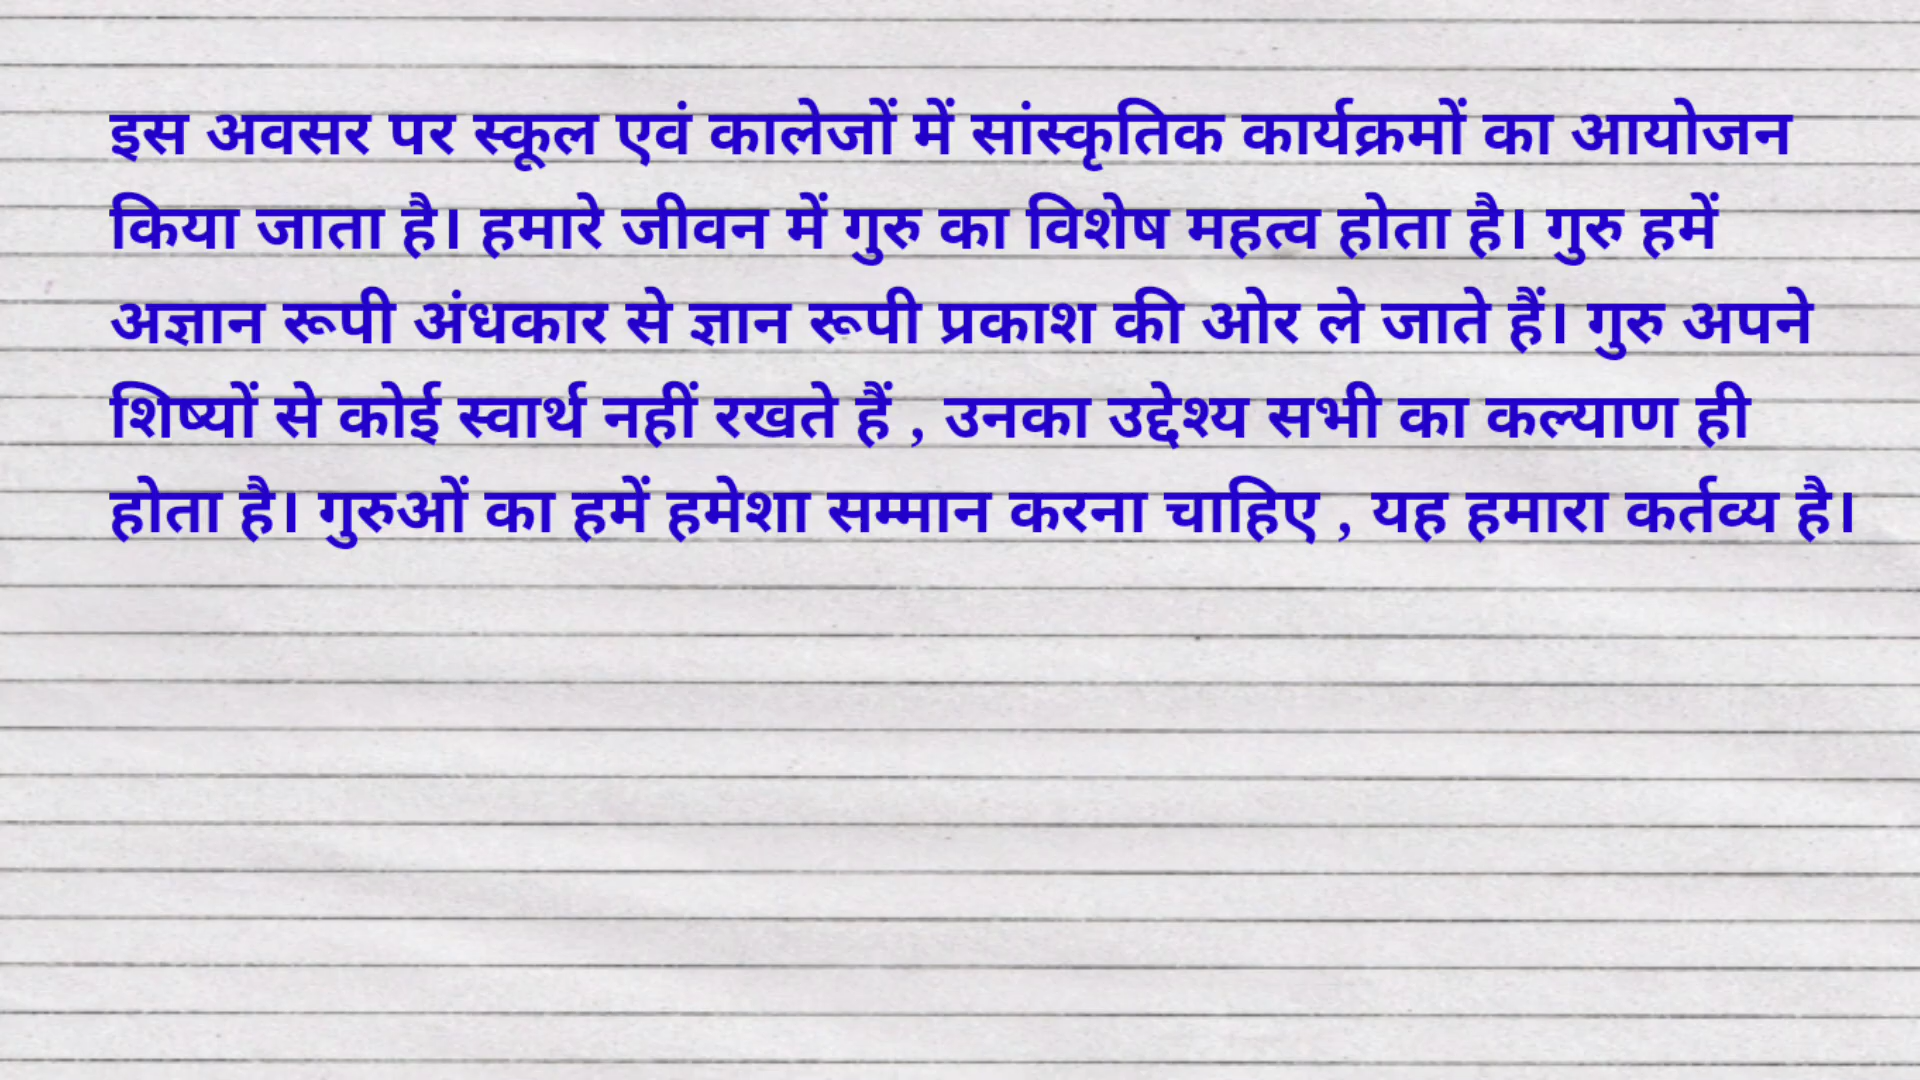 इस अवसर पर स्कूल एवं कालेजों में सांस्कृतिक कार्यक्रमों का आयोजन
किया जाता है। हमारे जीवन में गुरु का विशेष महत्व होता है। गुरु हमें
अज्ञान रूपी अंधकार से ज्ञान रूपी प्रकाश की ओर ले जाते हैं। गुरु अपने
शिष्यों से कोई स्वार्थ नहीं रखते हैं , उनका उद्देश्य सभी का कल्याण ही
होता है। गुरुओं का हमें हमेशा सम्मान करना चाहिए , यह हमारा कर्तव्य है।